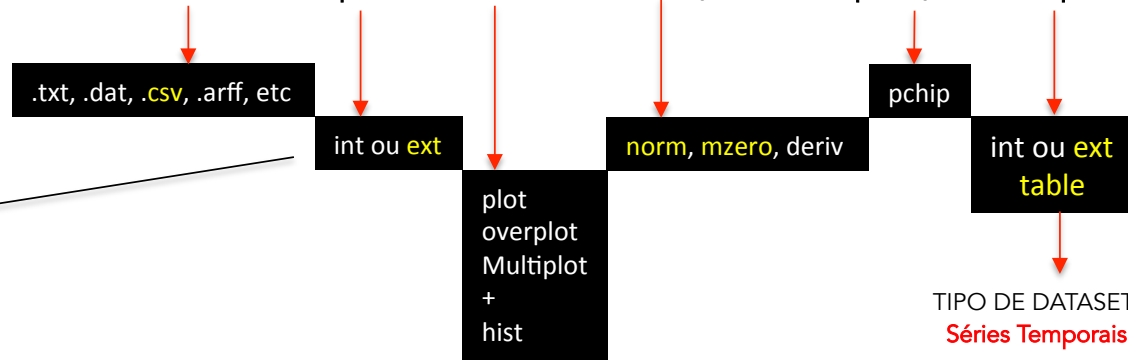 .txt, .dat, .csv, .arff, etc
int ou ext
plot
overplot
Multiplot
+
hist
norm, mzero, deriv
pchip
int ou ext
table
TIPO DE DATASET
Séries Temporais